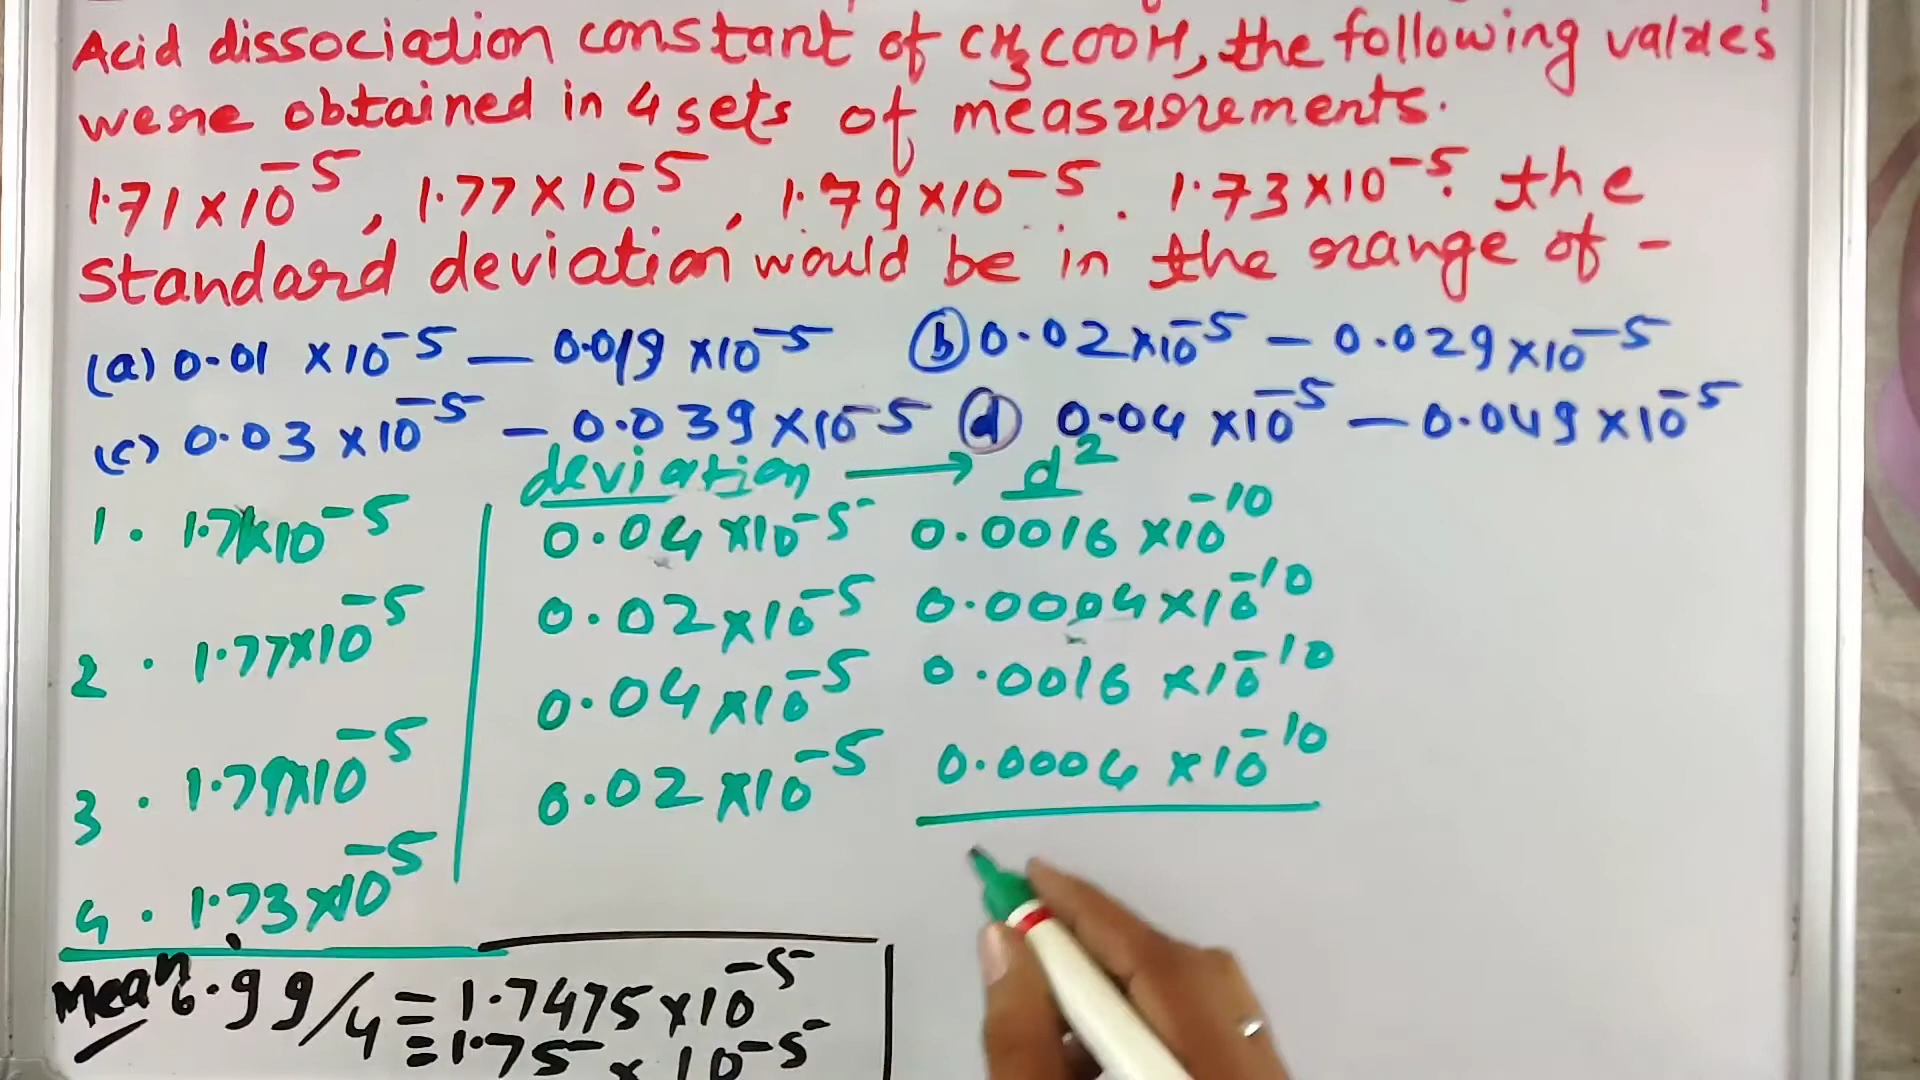 Acid dissociation constant of CH3COOH, the following values
were obtained in 4 sets of measurements.
1.71×10^-5, 1.77×10^-5, 1.79×10^-5. 1.73×10^-5. the
Standard deviation would be in the range of -
(a) 0.01 ×10^-5 — 0.019 ×10^-5 (b) 0.02×10^-5 — 0.029×10^-5
(c) 0.03 ×10^-5 — 0.039×10^-5 (d) 0.04 ×10^-5 — 0.049×10^-5
deviation → d²
1. 1.71×10^-5 0.04×10^-5 0.0016×10^-10
2. 1.77×10^-5 0.02×10^-5 0.0004×10^-10
3. 1.79×10^-5 0.04×10^-5 0.0016×10^-10
4. 1.73×10^-5 0.02×10^-5 0.0004×10^-10
Mean 6.99/4 = 1.7475×10^-5
= 1.75 × 10^-5